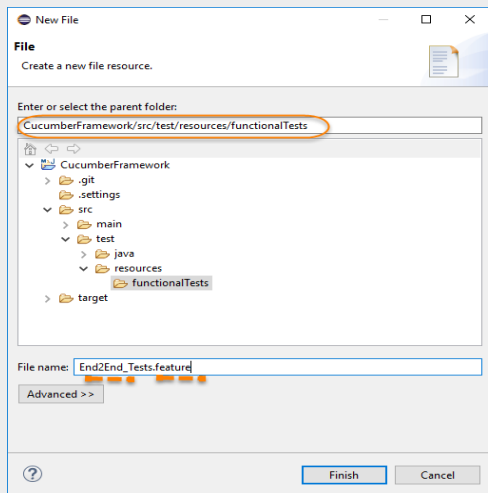 New File
File
Create a new file resource.
Enter or select the parent folder:
CucumberFramework/src/test/resources/functionalTests
CucumberFramework
.git
.settings
src
main
test
java
resources
functionalTests
target
File name: End2End_Tests.feature
Advanced >>
Finish Cancel